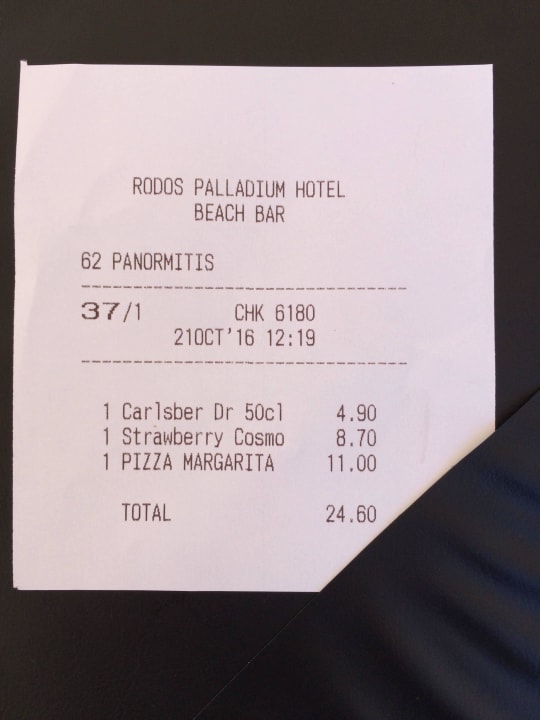 RODOS PALLADIUM HOTEL
BEACH BAR
62 PANORMITIS
37/1 CHK 6180
21OCT'16 12:19
1 Carlsber Dr 50cl 4.90
1 Strawberry Cosmo 8.70
1 PIZZA MARGARITA 11.00
TOTAL 24.60